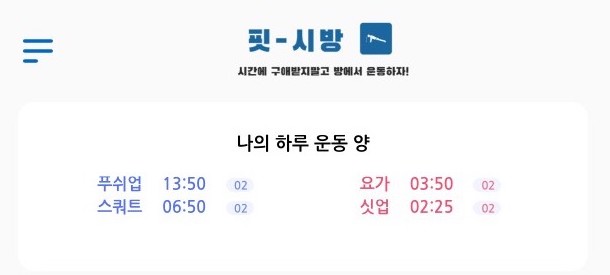 핏-시방
시간에 구애받지말고 방에서 운동하자!
나의 하루 운동 양
푸쉬업 13:50 02 요가 03:50 02
스쿼트 06:50 02 싯업 02:25 02